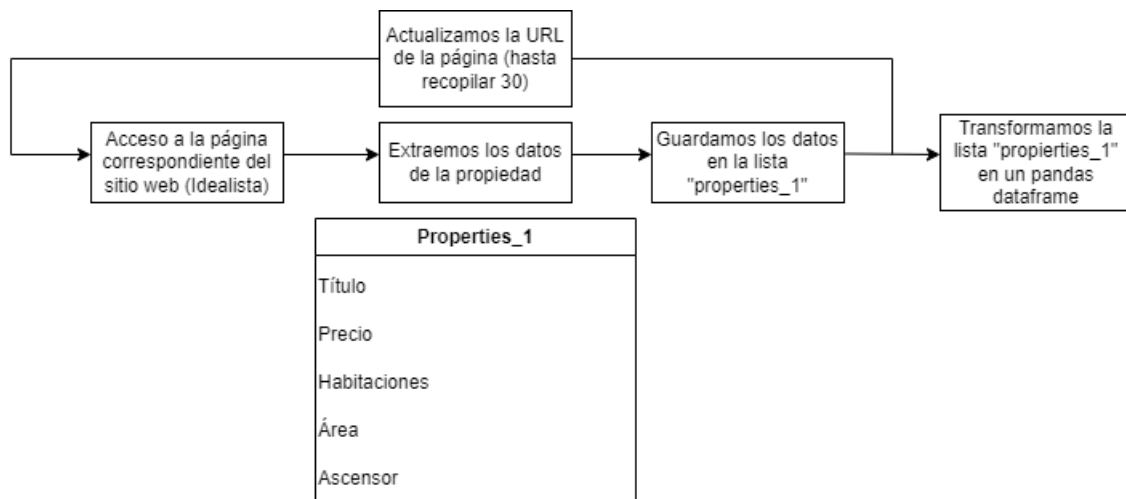 Actualizamos la URL
de la página (hasta
recopilar 30)
Acceso a la página
correspondiente del
sitio web (Idealista)
Extraemos los datos
de la propiedad
Guardamos los datos
en la lista
"properties_1"
Transformamos la
lista "propierties_1"
en un pandas
dataframe
Properties_1
Título
Precio
Habitaciones
Área
Ascensor